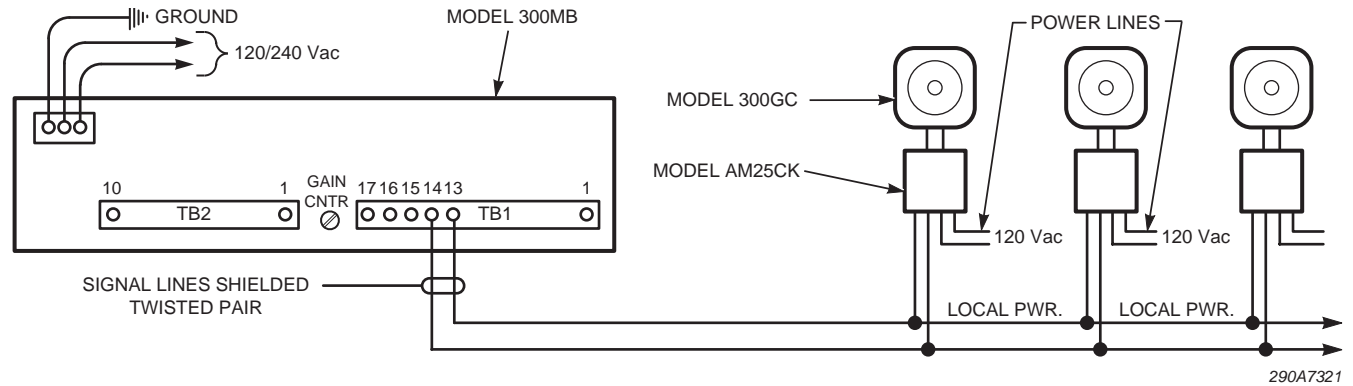 GROUND
120/240 Vac
MODEL 300MB
POWER LINES
MODEL 300GC
MODEL AM25CK
10 1 GAIN CNTR 17 16 15 14 13 1
TB2 TB1
120 Vac 120 Vac
SIGNAL LINES SHIELDED
TWISTED PAIR
LOCAL PWR. LOCAL PWR.
290A7321